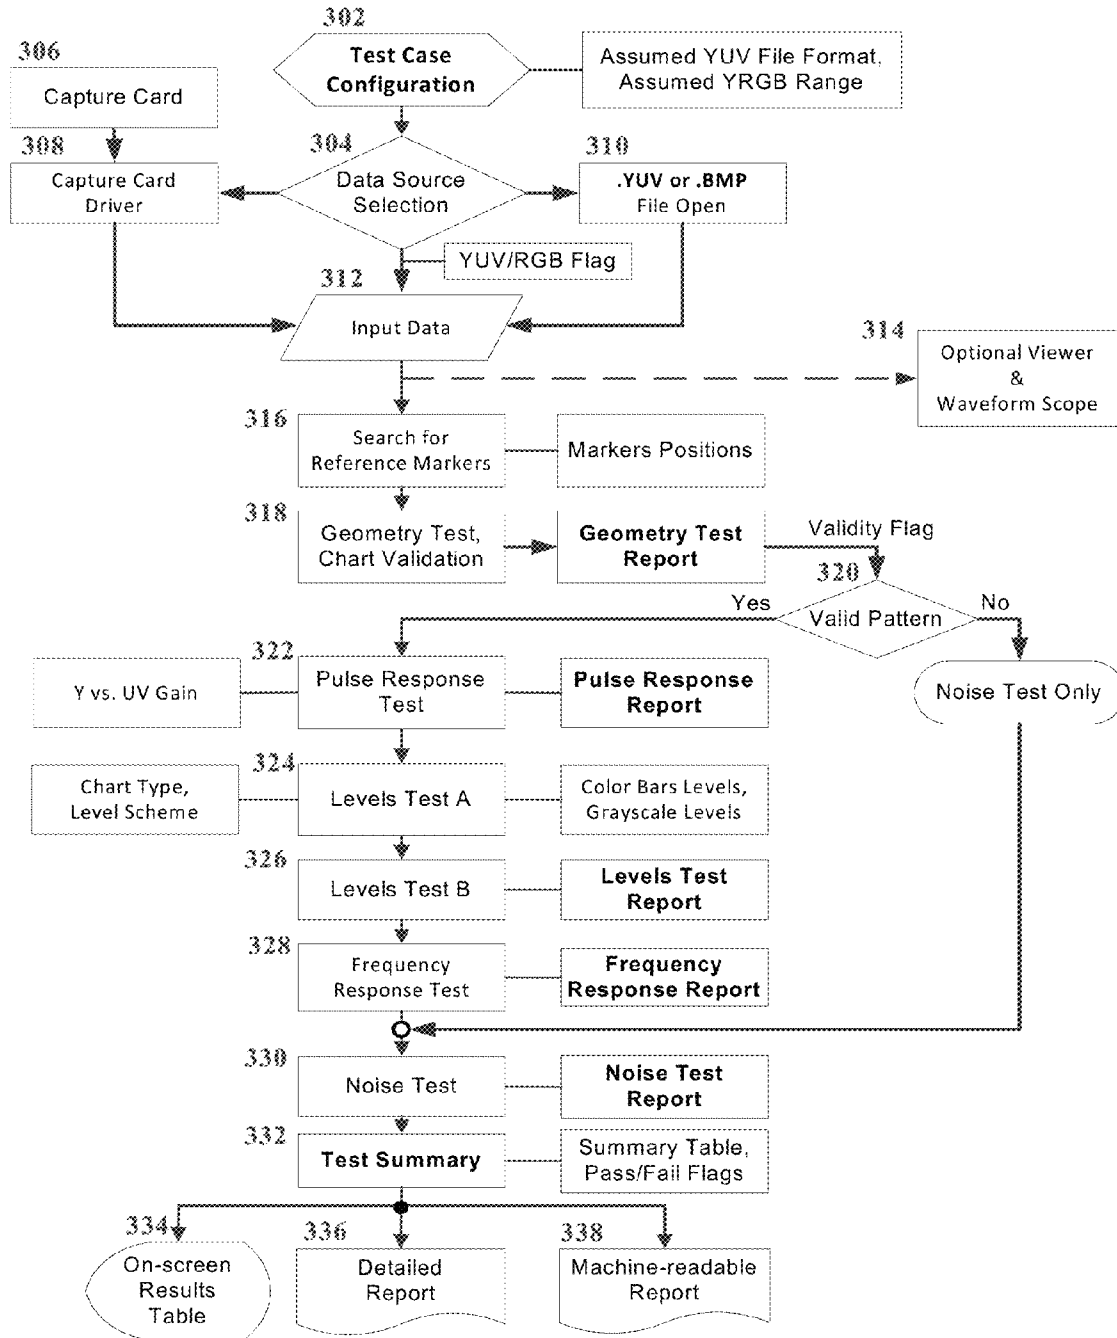 302
306
Test Case
Configuration
Assumed YUV File Format,
Assumed YRGB Range
Capture Card
308
304
310
Capture Card
Driver
Data Source
Selection
.YUV or .BMP
File Open
YUV/RGB Flag
312
Input Data
314
Optional Viewer
&
Waveform Scope
316
Search for
Reference Markers
Markers Positions
318
Geometry Test,
Chart Validation
Geometry Test
Report
Validity Flag
320
Yes
Valid Pattern
No
322
Y vs. UV Gain
Pulse Response
Test
Pulse Response
Report
Noise Test Only
324
Chart Type,
Level Scheme
Levels Test A
Color Bars Levels,
Grayscale Levels
326
Levels Test B
Levels Test
Report
328
Frequency
Response Test
Frequency
Response Report
330
Noise Test
Noise Test
Report
332
Test Summary
Summary Table,
Pass/Fail Flags
334
336
338
On-screen
Results
Table
Detailed
Report
Machine-readable
Report